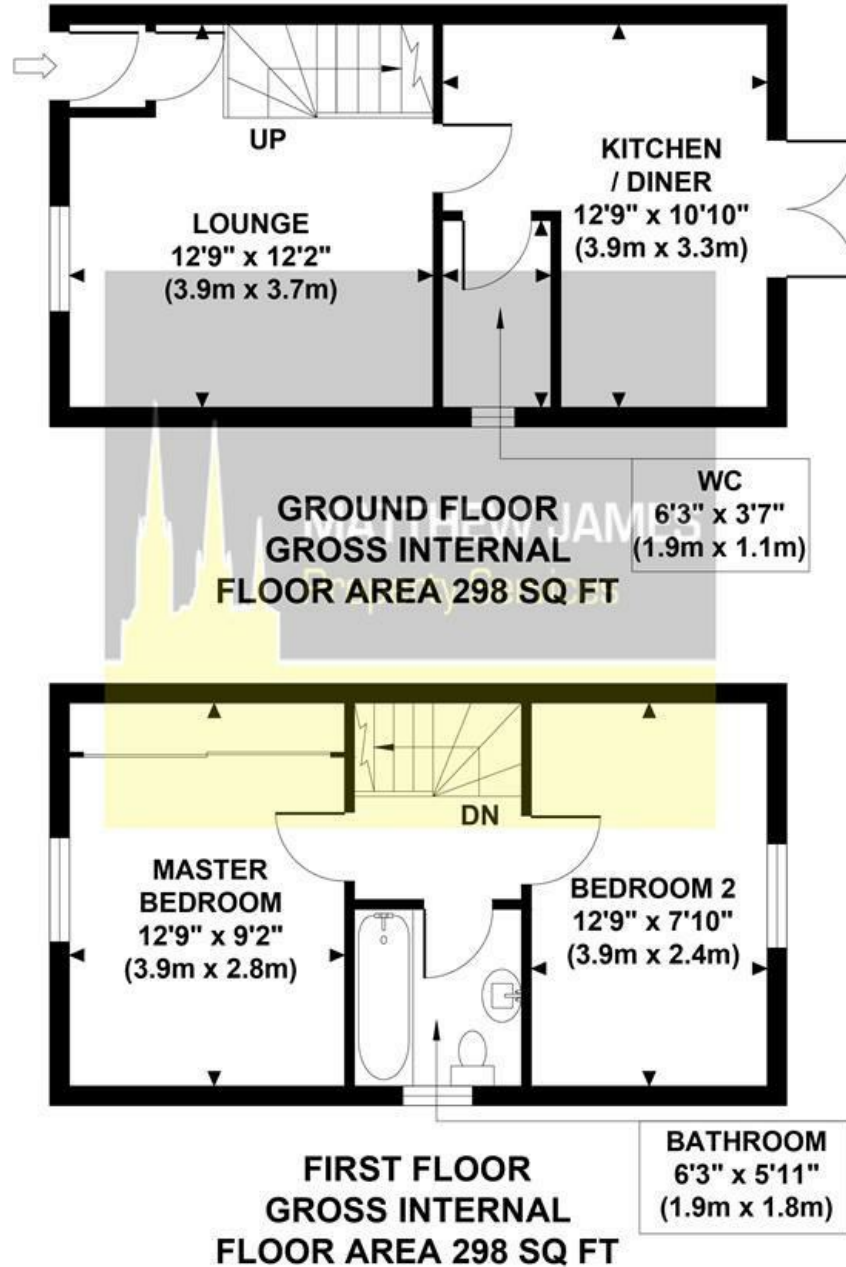 UP
LOUNGE
12'9" x 12'2"
(3.9m x 3.7m)
KITCHEN
/ DINER
12'9" x 10'10"
(3.9m x 3.3m)
WC
6'3" x 3'7"
(1.9m x 1.1m)
MATTHEW JAMES
Property Services
GROUND FLOOR
GROSS INTERNAL
FLOOR AREA 298 SQ FT
DN
MASTER
BEDROOM
12'9" x 9'2"
(3.9m x 2.8m)
BEDROOM 2
12'9" x 7'10"
(3.9m x 2.4m)
BATHROOM
6'3" x 5'11"
(1.9m x 1.8m)
FIRST FLOOR
GROSS INTERNAL
FLOOR AREA 298 SQ FT